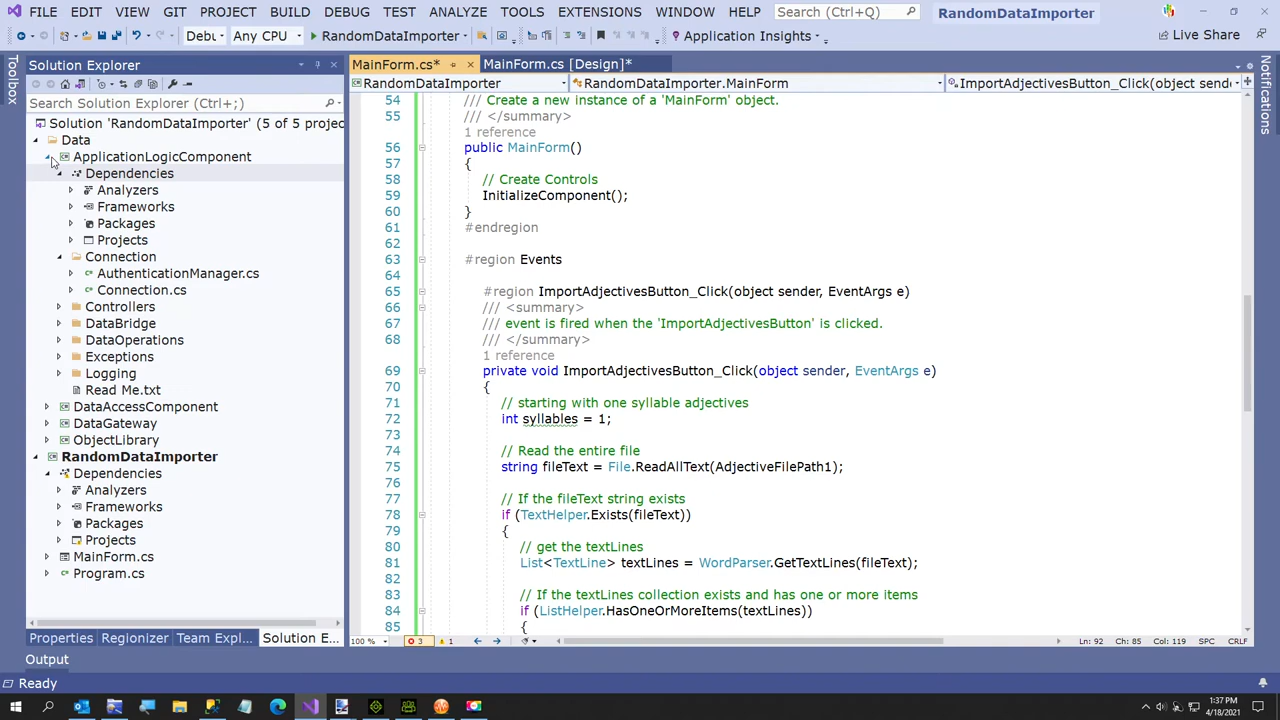 FILE EDIT VIEW GIT PROJECT BUILD DEBUG TEST ANALYZE TOOLS EXTENSIONS WINDOW HELP Search (Ctrl+Q) RandomDataImporter
Debu Any CPU RandomDataImporter Application Insights Live Share
Toolbox
Solution Explorer
Search Solution Explorer (Ctrl+;)
Solution 'RandomDataImporter' (5 of 5 projec
Data
ApplicationLogicComponent
Dependencies
Analyzers
Frameworks
Packages
Projects
Connection
AuthenticationManager.cs
Connection.cs
Controllers
DataBridge
DataOperations
Exceptions
Logging
Read Me.txt
DataAccessComponent
DataGateway
ObjectLibrary
RandomDataImporter
Dependencies
Analyzers
Frameworks
Packages
Projects
MainForm.cs
Program.cs
Properties Regionizer Team Expl... Solution E...
MainForm.cs* MainForm.cs [Design]*
RandomDataImporter RandomDataImporter.MainForm ImportAdjectivesButton_Click(object sende
54 /// Create a new instance of a 'MainForm' object.
55 /// </summary>
1 reference
56 public MainForm()
57 {
58 // Create Controls
59 InitializeComponent();
60 }
61 #endregion
62
63 #region Events
64
65 #region ImportAdjectivesButton_Click(object sender, EventArgs e)
66 /// <summary>
67 /// event is fired when the 'ImportAdjectivesButton' is clicked.
68 /// </summary>
1 reference
69 private void ImportAdjectivesButton_Click(object sender, EventArgs e)
70 {
71 // starting with one syllable adjectives
72 int syllables = 1;
73
74 // Read the entire file
75 string fileText = File.ReadAllText(AdjectiveFilePath1);
76
77 // If the fileText string exists
78 if (TextHelper.Exists(fileText))
79 {
80 // get the textLines
81 List<TextLine> textLines = WordParser.GetTextLines(fileText);
82
83 // If the textLines collection exists and has one or more items
84 if (ListHelper.HasOneOrMoreItems(textLines))
85 {
100 % 3 1 Ln: 92 Ch: 85 Col: 119 SPC CRLF
Notifications
Output
Ready
1:37 PM
4/18/2021